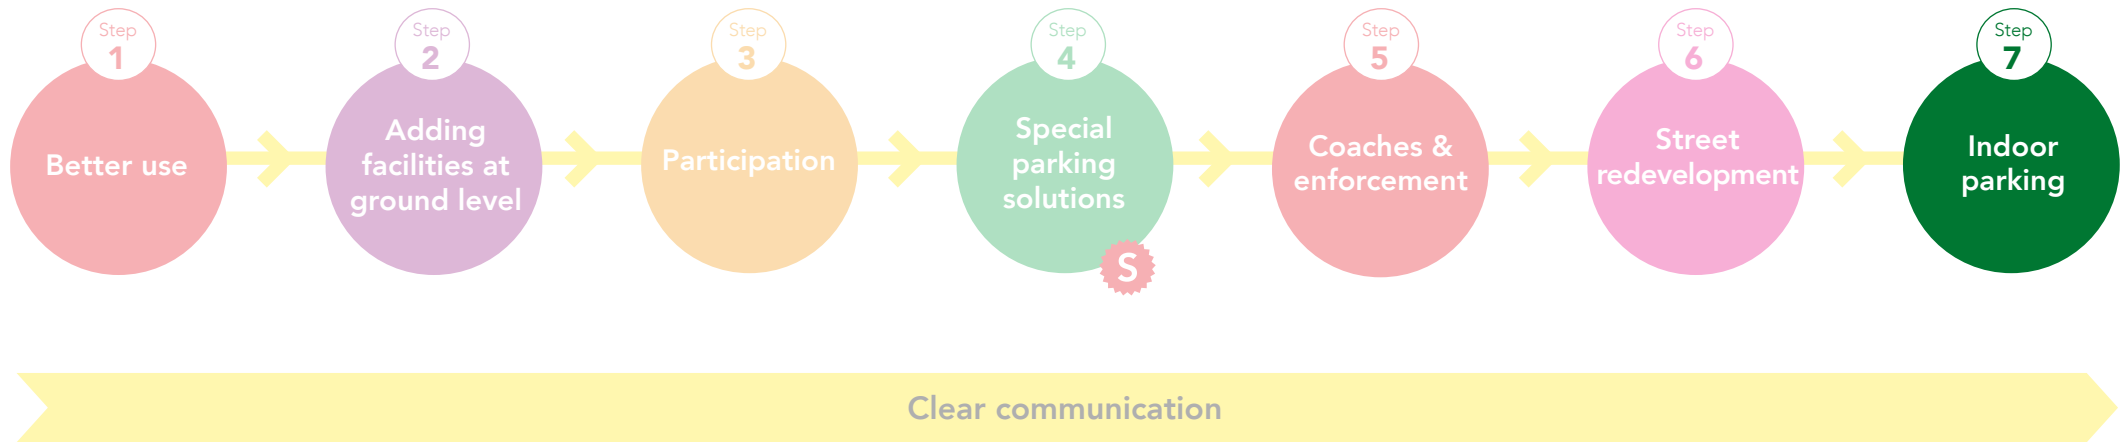 Step
1
Better use
Step
2
Adding
facilities at
ground level
Step
3
Participation
Step
4
Special
parking
solutions
S
Step
5
Coaches &
enforcement
Step
6
Street
redevelopment
Step
7
Indoor
parking
Clear communication